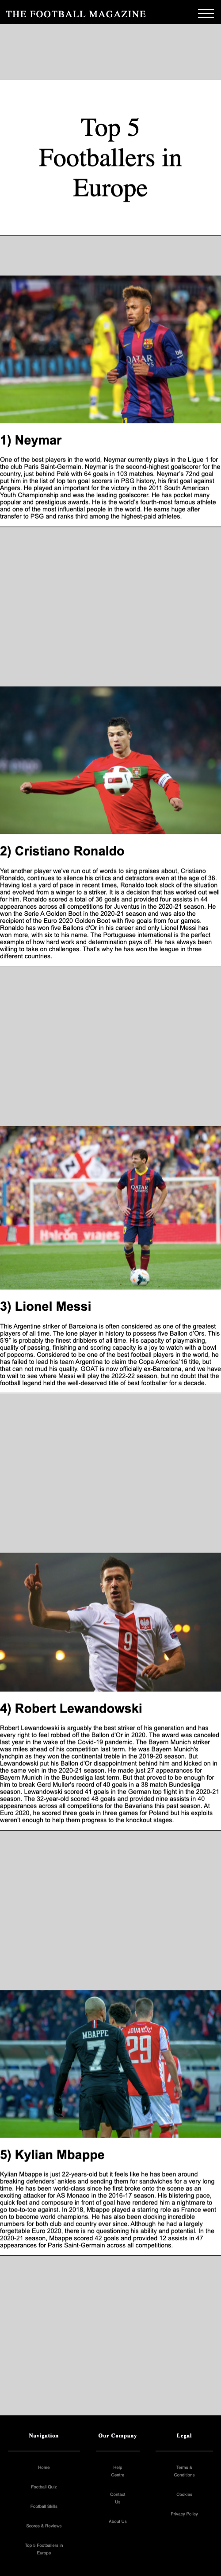 THE FOOTBALL MAGAZINE
Top 5
Footballers in
Europe
1) Neymar
One of the best players in the world, Neymar currently plays in the Ligue 1 for
the club Paris Saint-Germain. Neymar is the second-highest goalscorer for the
country, just behind Pelé with 64 goals in 103 matches. Neymar's 72nd goal
put him in the list of top ten goal scorers in PSG history, his first goal against
Angers. He played an important for the victory in the 2011 South American
Youth Championship and was the leading goalscorer. He has pocket many
popular and prestigious awards. He is the world's fourth-most famous athlete
and one of the most influential people in the world. He earns huge after
transfer to PSG and ranks third among the highest-paid athletes.
2) Cristiano Ronaldo
Yet another player we've run out of words to sing praises about, Cristiano
Ronaldo, continues to silence his critics and detractors even at the age of 36.
Having lost a yard of pace in recent times, Ronaldo took stock of the situation
and evolved from a winger to a striker. It is a decision that has worked out well
for him. Ronaldo scored a total of 36 goals and provided four assists in 44
appearances across all competitions for Juventus in the 2020-21 season. He
won the Serie A Golden Boot in the 2020-21 season and was also the
recipient of the Euro 2020 Golden Boot with five goals from four games.
Ronaldo has won five Ballons d'Or in his career and only Lionel Messi has
won more, with six to his name. The Portuguese international is the perfect
example of how hard work and determination pays off. He has always been
willing to take on challenges. That's why he has won the league in three
different countries.
3) Lionel Messi
This Argentine striker of Barcelona is often considered as one of the greatest
players of all time. The lone player in history to possess five Ballon d'Ors. This
5'9" is probably the finest dribblers of all time. His capacity of playmaking,
quality of passing, finishing and scoring capacity is a joy to watch with a bowl
of popcorns. Considered to be one of the best football players in the world, he
has failed to lead his team Argentina to claim the Copa America'16 title, but
that can not mud his quality. GOAT is now officially ex-Barcelona, and we have
to wait to see where Messi will play the 2022-22 season, but no doubt that the
football legend held the well-deserved title of best footballer for a decade.
4) Robert Lewandowski
Robert Lewandowski is arguably the best striker of his generation and has
every right to feel robbed off the Ballon d'Or in 2020. The award was canceled
last year in the wake of the Covid-19 pandemic. The Bayern Munich striker
was miles ahead of his competition last term. He was Bayern Munich's
lynchpin as they won the continental treble in the 2019-20 season. But
Lewandowski put his Ballon d'Or disappointment behind him and kicked on in
the same vein in the 2020-21 season. He made just 27 appearances for
Bayern Munich in the Bundesliga last term. But that proved to be enough for
him to break Gerd Muller's record of 40 goals in a 38 match Bundesliga
season. Lewandowski scored 41 goals in the German top flight in the 2020-21
season. The 32-year-old scored 48 goals and provided nine assists in 40
appearances across all competitions for the Bavarians this past season. At
Euro 2020, he scored three goals in three games for Poland but his exploits
weren't enough to help them progress to the knockout stages.
MBAPPE
7
29
5) Kylian Mbappe
Kylian Mbappe is just 22-years-old but it feels like he has been around
breaking defenders' ankles and sending them for sandwiches for a very long
time. He has been world-class since he first broke onto the scene as an
exciting attacker for AS Monaco in the 2016-17 season. His blistering pace,
quick feet and composure in front of goal have rendered him a nightmare to
go toe-to-toe against. In 2018, Mbappe played a starring role as France went
on to become world champions. He has also been clocking incredible
numbers for both club and country ever since. Although he had a largely
forgettable Euro 2020, there is no questioning his ability and potential. In the
2020-21 season, Mbappe scored 42 goals and provided 12 assists in 47
appearances for Paris Saint-Germain across all competitions.
Navigation
Home
Football Quiz
Football Skills
Scores & Reviews
Top 5 Footballers in
Europe
Our Company
Help
Centre
Contact
Us
About Us
Legal
Terms &
Conditions
Cookies
Privacy Policy